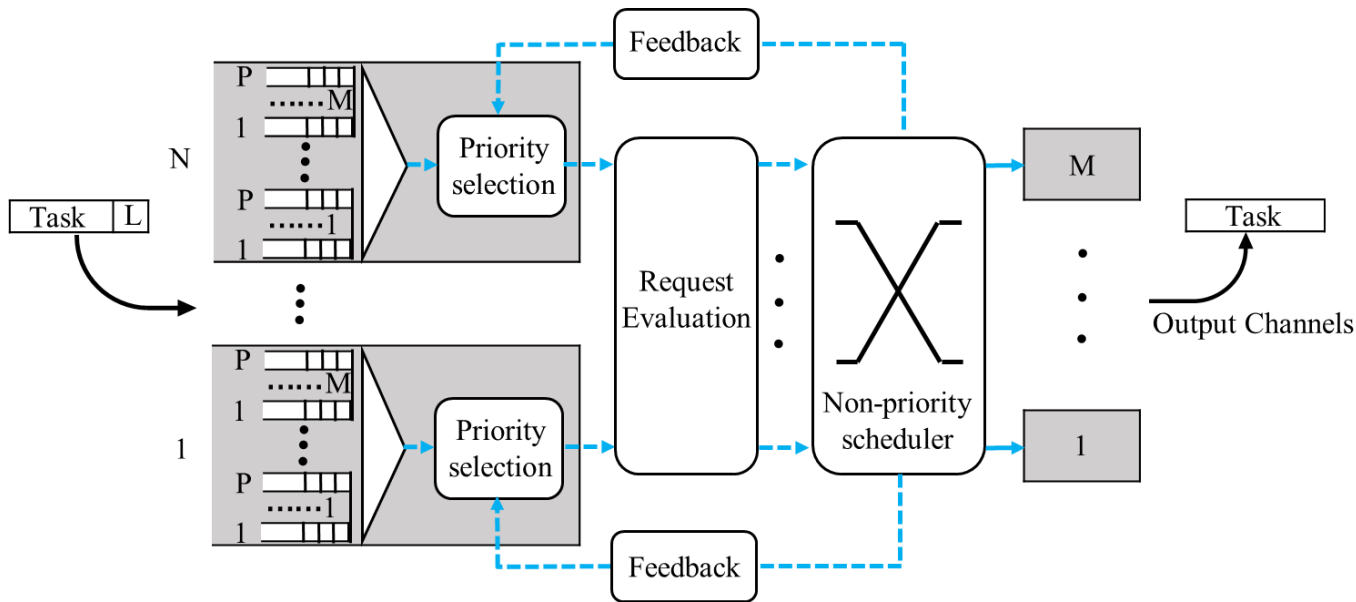 Feedback
P
M
1
N
Priority
selection
P
1
1
Task L
Request
Evaluation
M
Task
Output Channels
P
M
1
1
Priority
selection
P
1
1
Non-priority
scheduler
1
Feedback